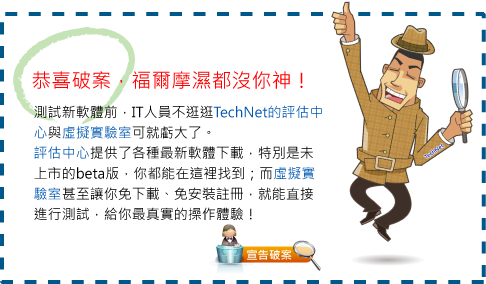 恭喜破案，福爾摩濕都沒你神！
測試新軟體前，IT人員不逛逛TechNet的評估中
心與虛擬實驗室可就虧大了。
評估中心提供了各種最新軟體下載，特別是未
上市的beta版，你都能在這裡找到；而虛擬實
驗室甚至讓你免下載、免安裝註冊，就能直接
進行測試，給你最真實的操作體驗！
TechNet
宣告破案